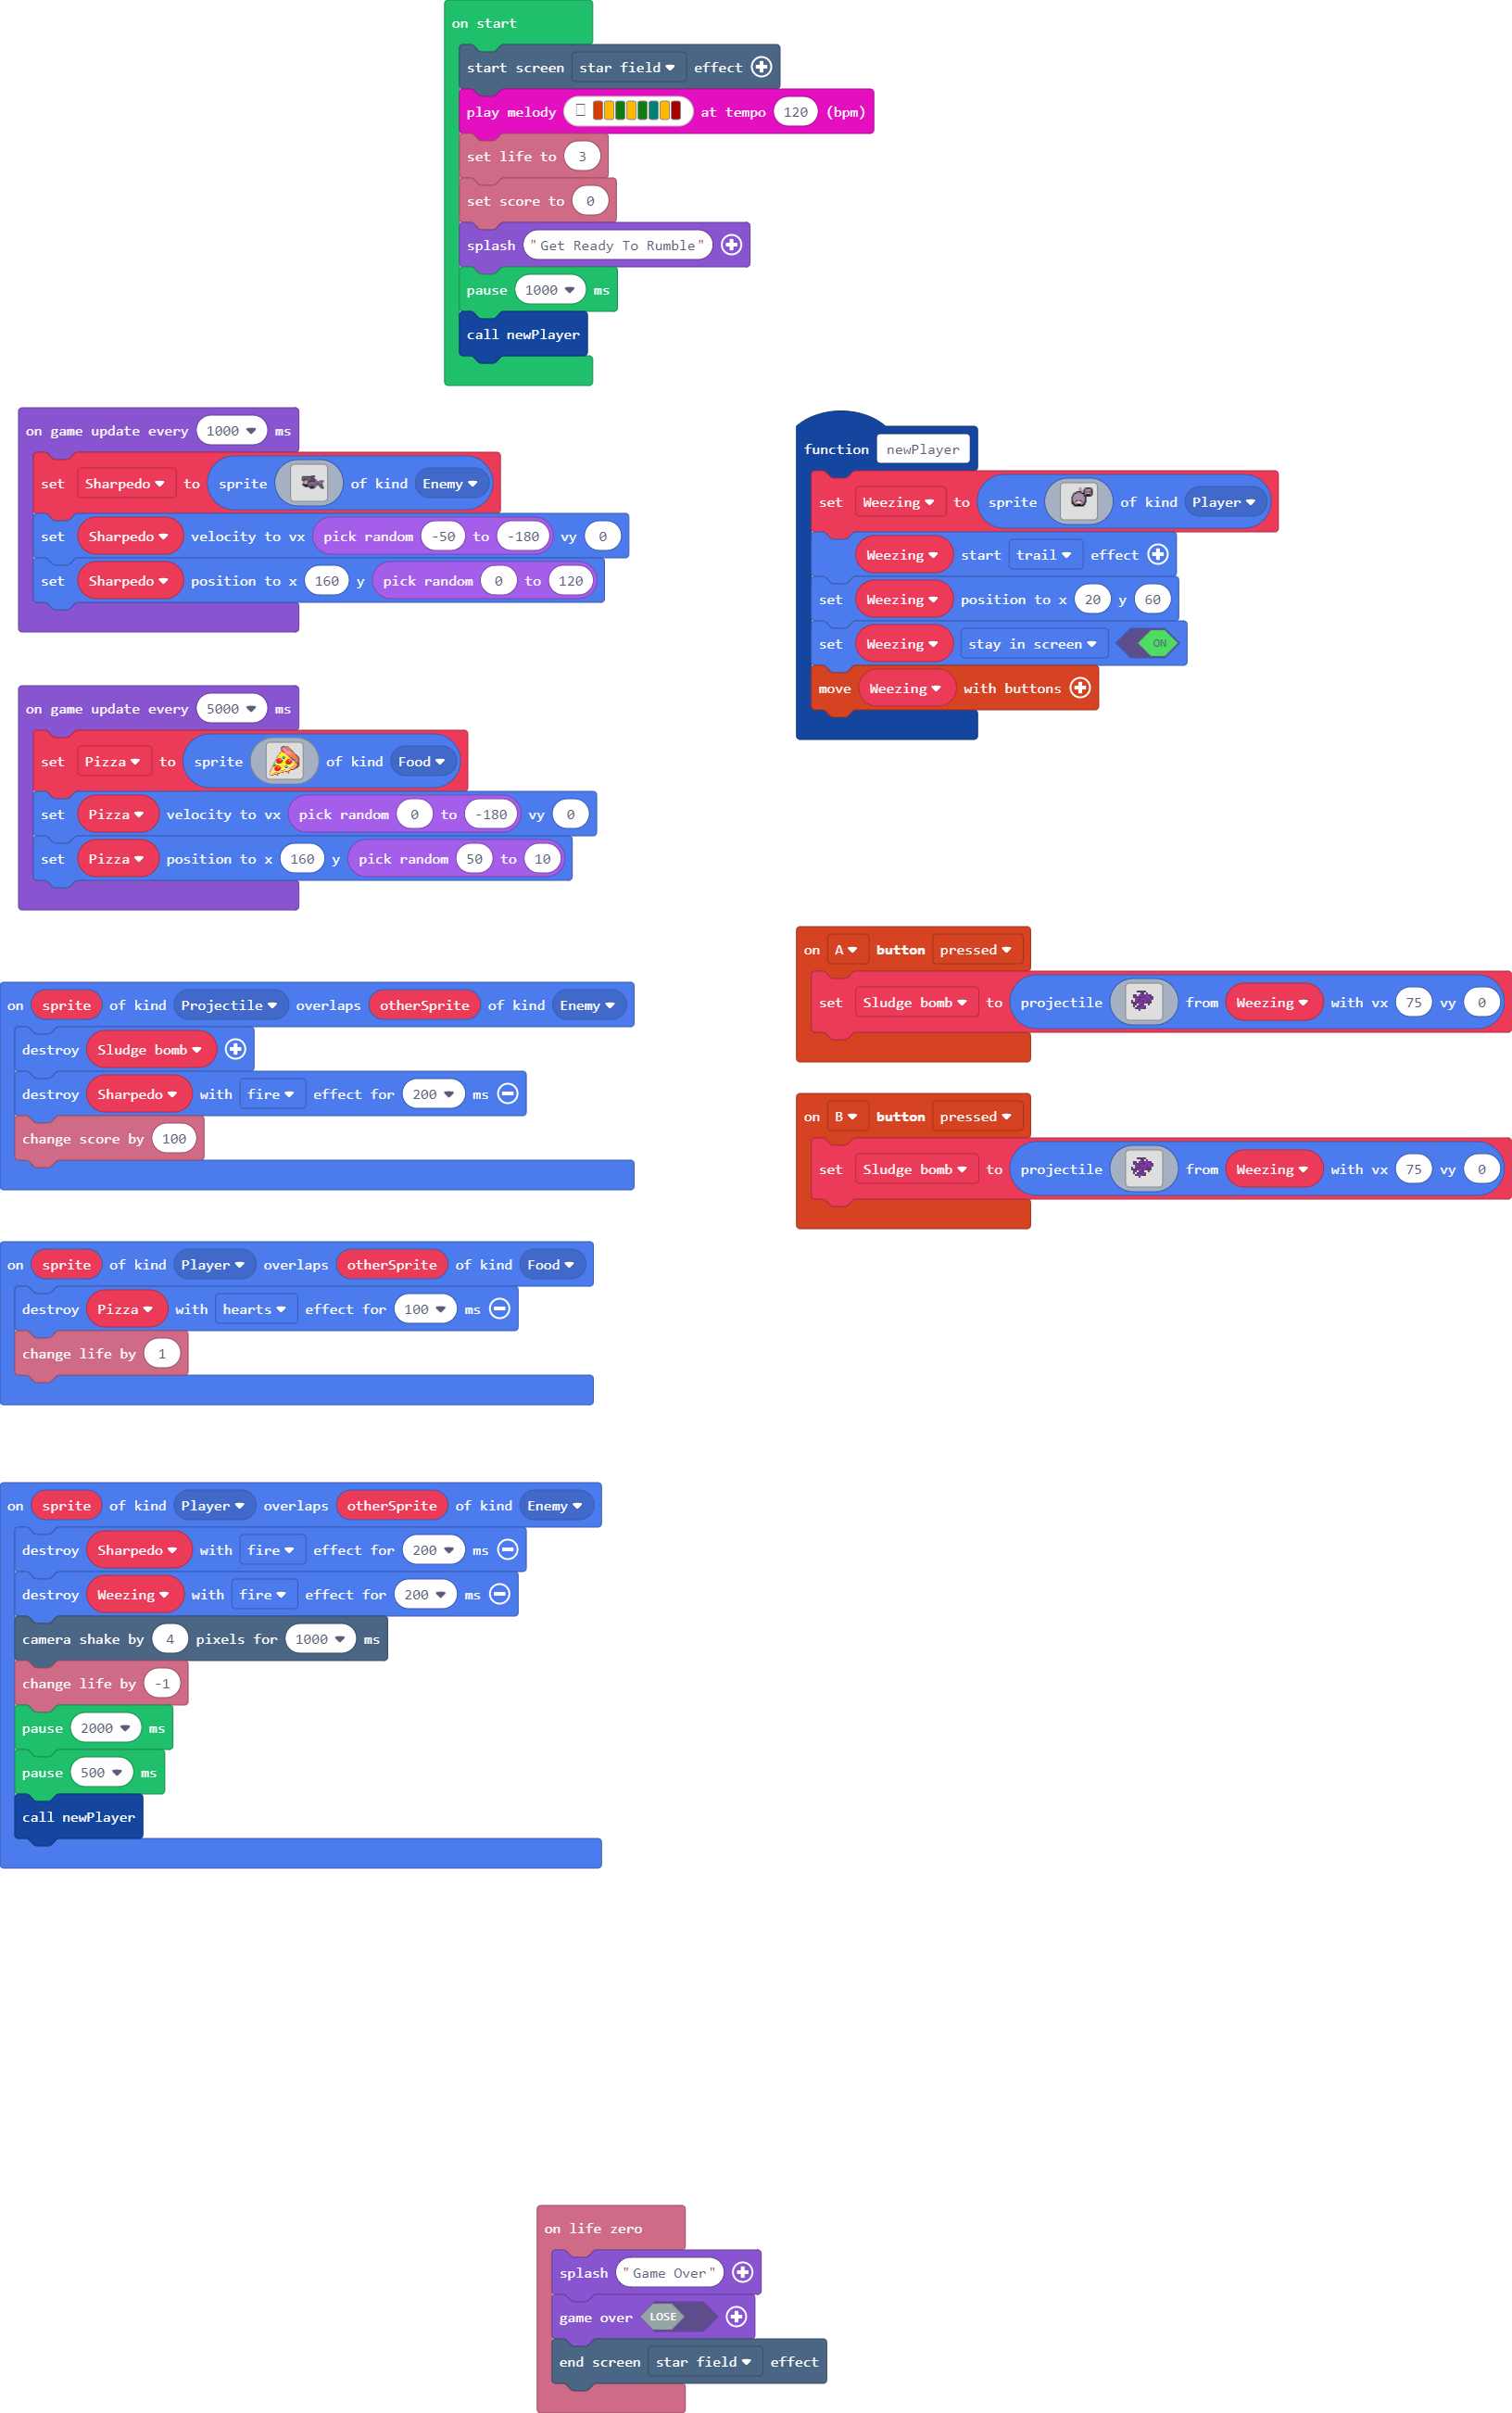 on start
start screen star field effect
play melody at tempo 120 (bpm)
set life to 3
set score to 0
splash "Get Ready To Rumble"
pause 1000 ms
call newPlayer
on game update every 1000 ms
set Sharpedo to sprite of kind Enemy
set Sharpedo velocity to vx pick random -50 to -180 vy 0
set Sharpedo position to x 160 y pick random 0 to 120
function newPlayer
set Weezing to sprite of kind Player
Weezing start trail effect
set Weezing position to x 20 y 60
set Weezing stay in screen ON
move Weezing with buttons
on game update every 5000 ms
set Pizza to sprite of kind Food
set Pizza velocity to vx pick random 0 to -180 vy 0
set Pizza position to x 160 y pick random 50 to 10
on A button pressed
set Sludge bomb to projectile from Weezing with vx 75 vy 0
on sprite of kind Projectile overlaps otherSprite of kind Enemy
destroy Sludge bomb
destroy Sharpedo with fire effect for 200 ms
change score by 100
on B button pressed
set Sludge bomb to projectile from Weezing with vx 75 vy 0
on sprite of kind Player overlaps otherSprite of kind Food
destroy Pizza with hearts effect for 100 ms
change life by 1
on sprite of kind Player overlaps otherSprite of kind Enemy
destroy Sharpedo with fire effect for 200 ms
destroy Weezing with fire effect for 200 ms
camera shake by 4 pixels for 1000 ms
change life by -1
pause 2000 ms
pause 500 ms
call newPlayer
on life zero
splash "Game Over"
game over LOSE
end screen star field effect